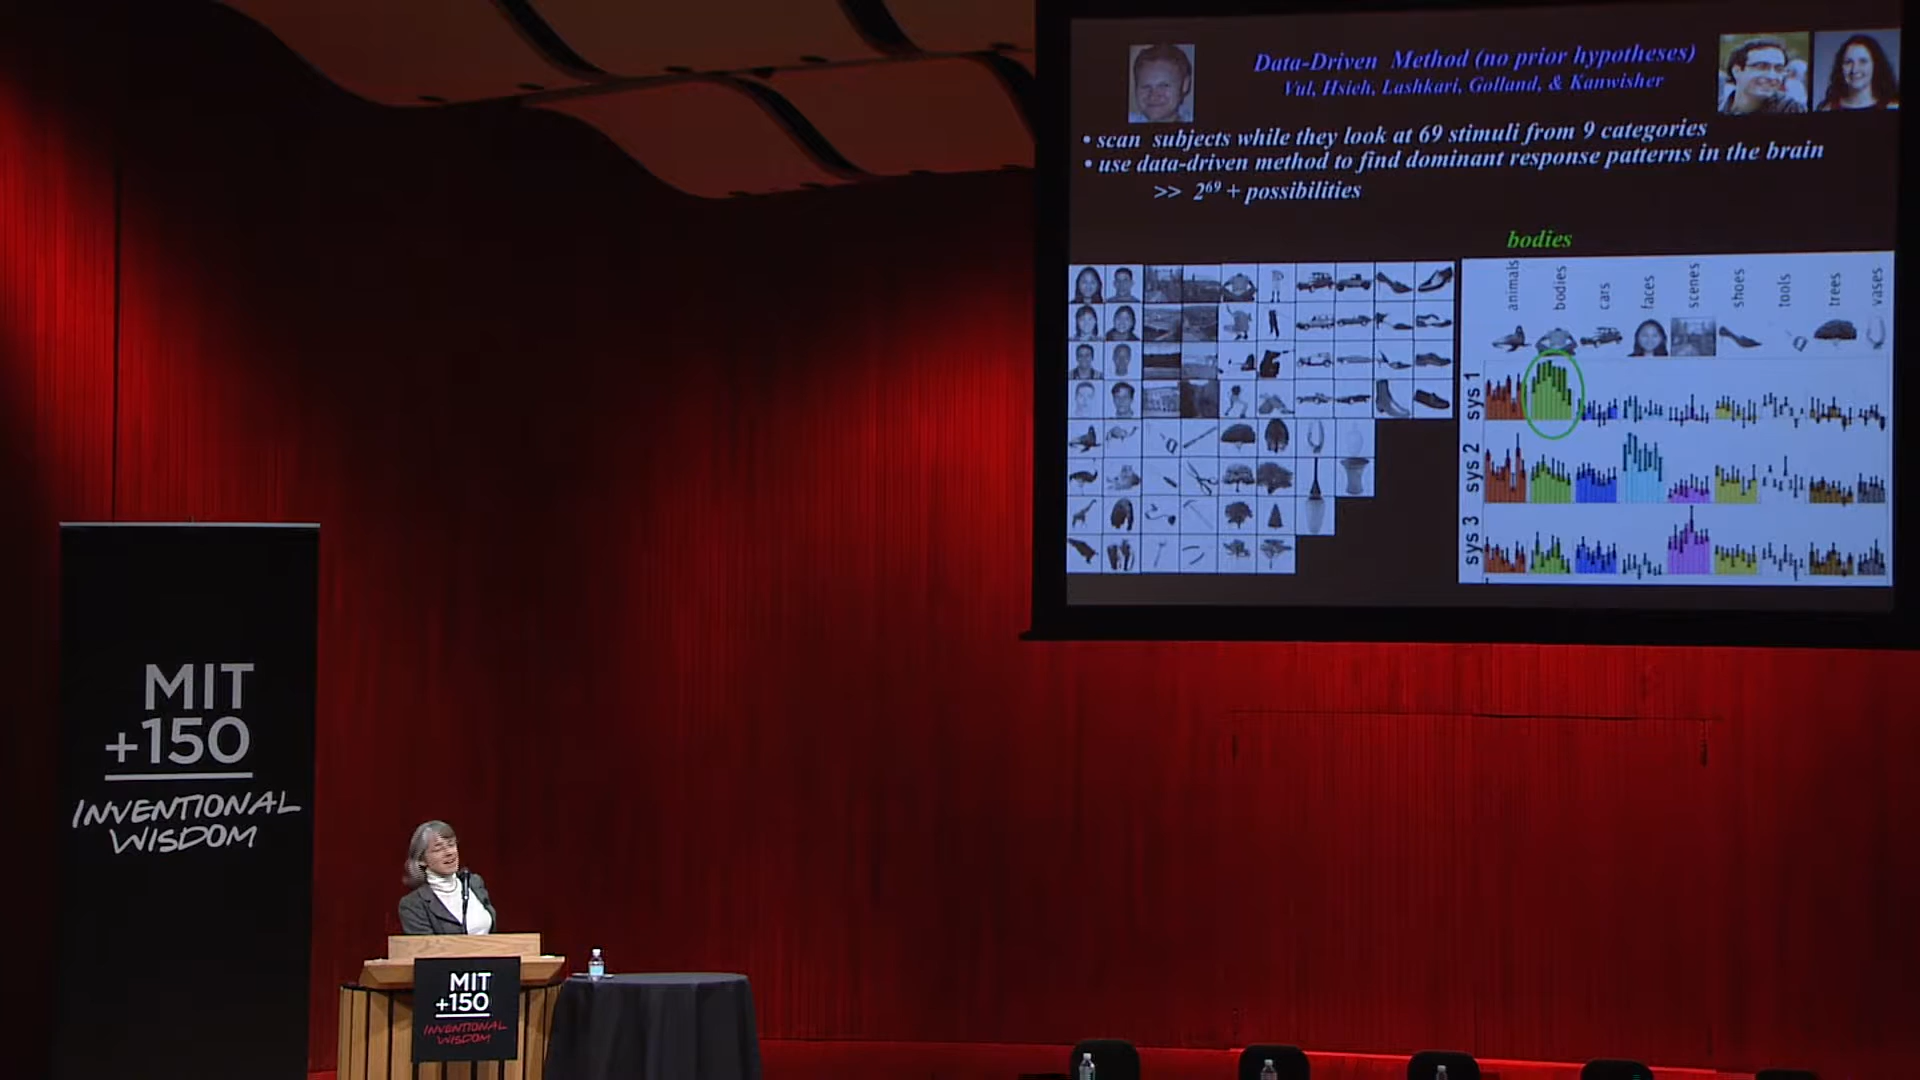 Data-Driven Method (no prior hypotheses)
Vul, Hsieh, Lashkari, Golland, & Kanwisher
• scan subjects while they look at 69 stimuli from 9 categories
• use data-driven method to find dominant response patterns in the brain
>> 2⁶⁹ + possibilities
bodies
animals
bodies
cars
faces
scenes
shoes
tools
trees
vases
sys 1
sys 2
sys 3
MIT
+150
INVENTIONAL
WISDOM
MIT
+150
INVENTIONAL
WISDOM